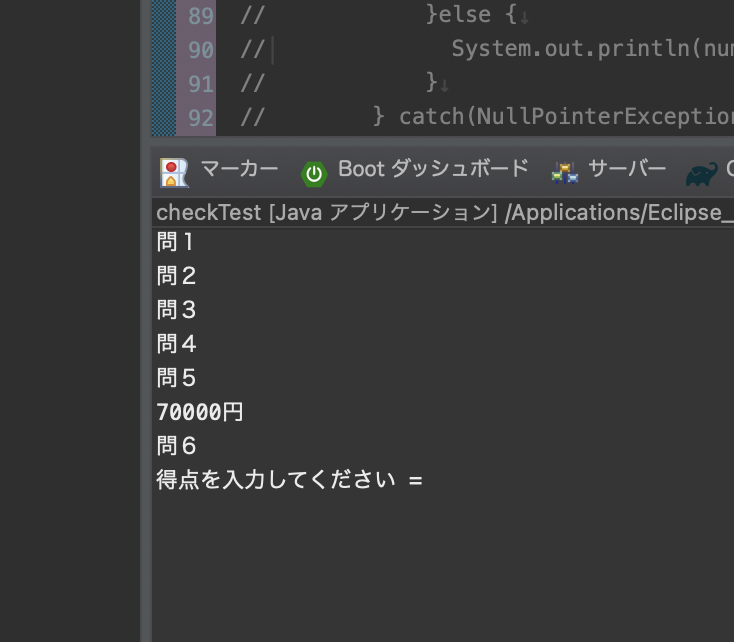 89 // }else {↓
90 // System.out.println(
91 // }↓
92 // } catch(NullPointerException
マーカー Boot ダッシュボード サーバー
checkTest [Java アプリケーション] /Applications/Eclipse_
問１
問２
問３
問４
問５
70000円
問６
得点を入力してください =